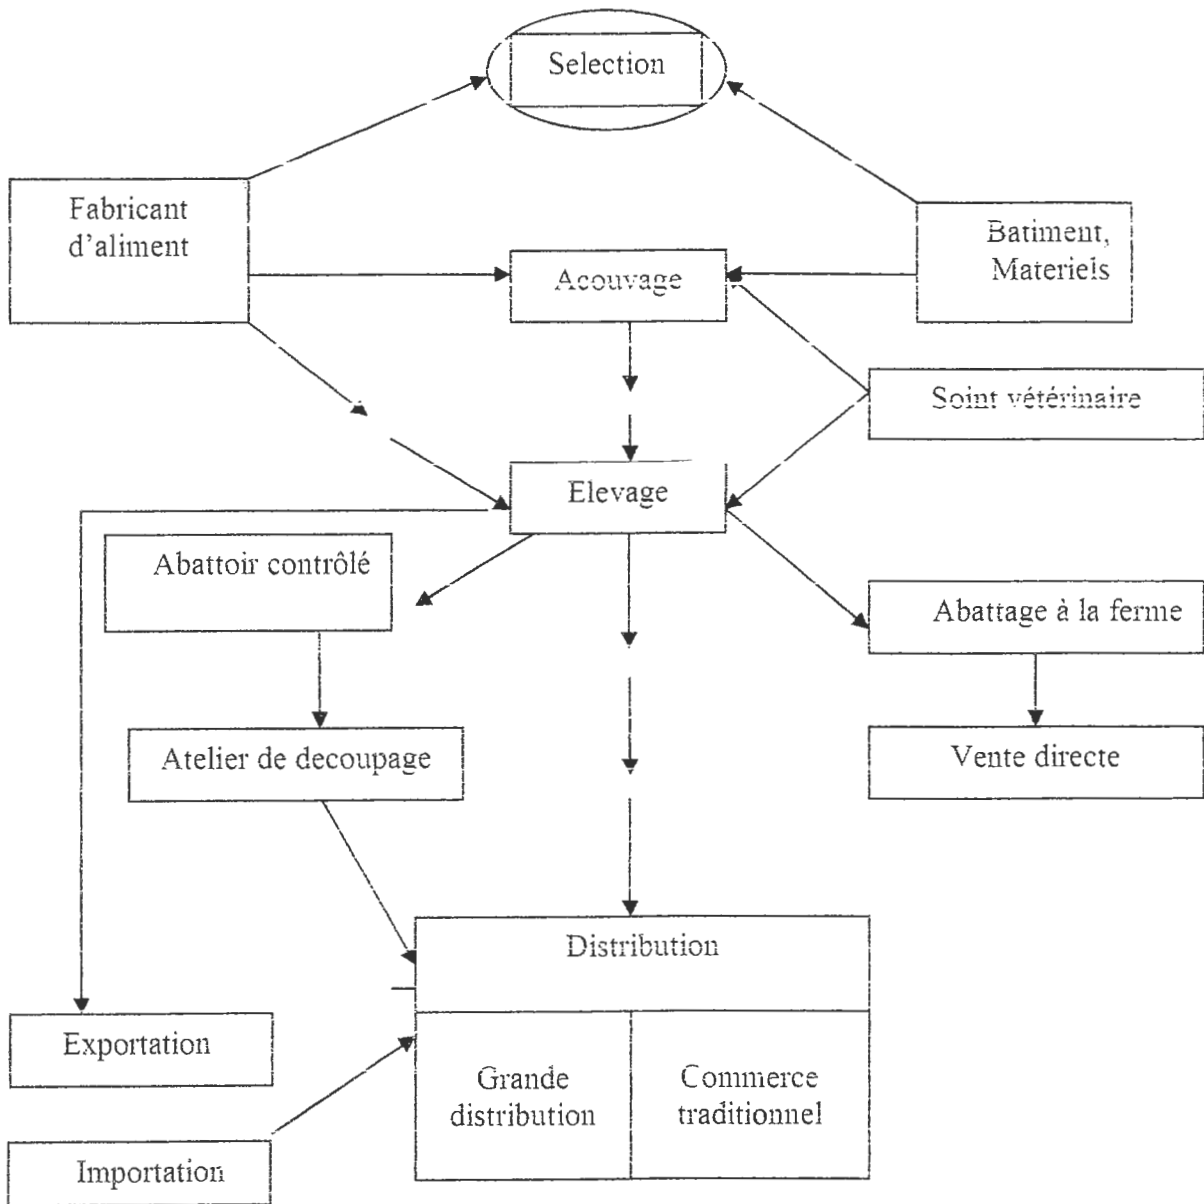 Selection
Fabricant
d'aliment
Batiment,
Materiels
Acouvage
Soint vétérinaire
Elevage
Abattoir contrôlé
Abattage à la ferme
Atelier de decoupage
Vente directe
Distribution
Exportation
Grande
distribution
Commerce
traditionnel
Importation